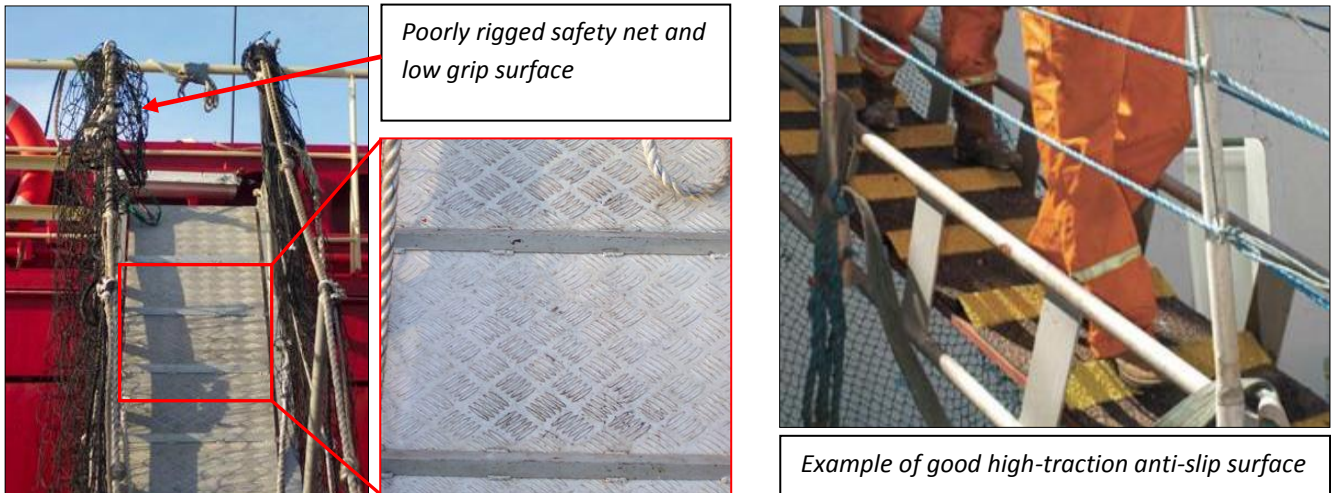 Poorly rigged safety net and
low grip surface
Example of good high-traction anti-slip surface